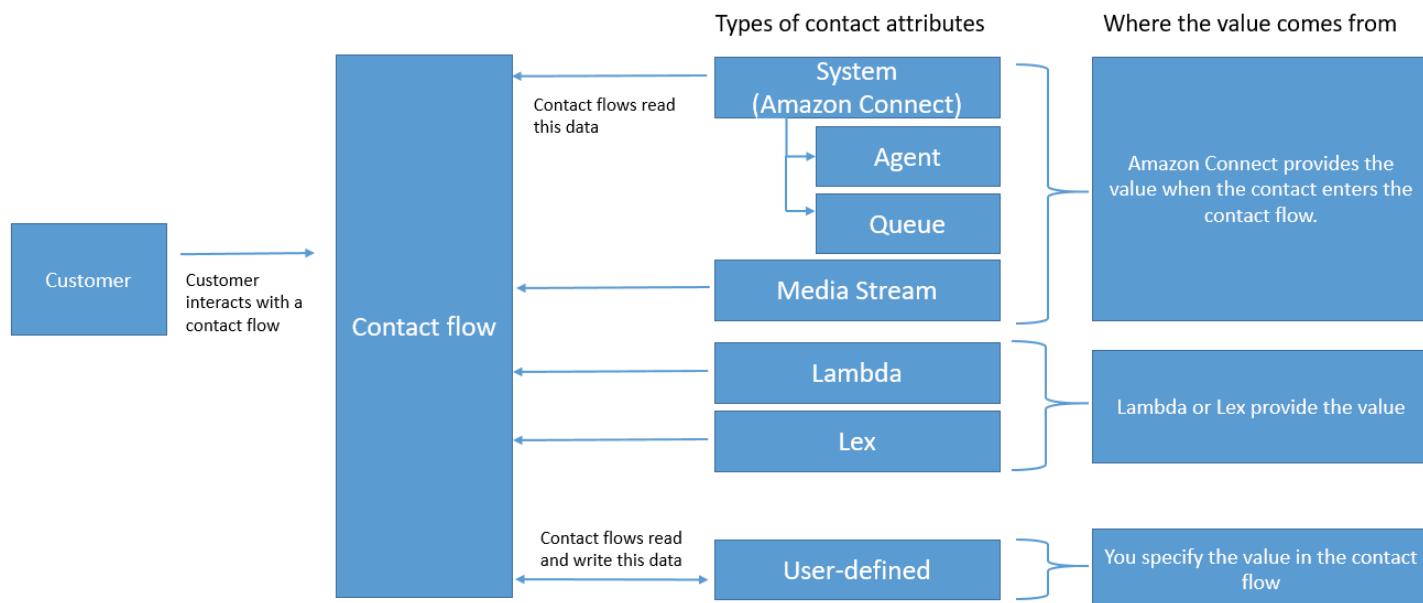 Types of contact attributes
Where the value comes from
System
(Amazon Connect)
Contact flows read
this data
Agent
Amazon Connect provides the
value when the contact enters the
contact flow.
Queue
Customer
Customer
interacts with a
contact flow
Media Stream
Contact flow
Lambda
Lambda or Lex provide the value
Lex
Contact flows read
and write this data
User-defined
You specify the value in the contact
flow